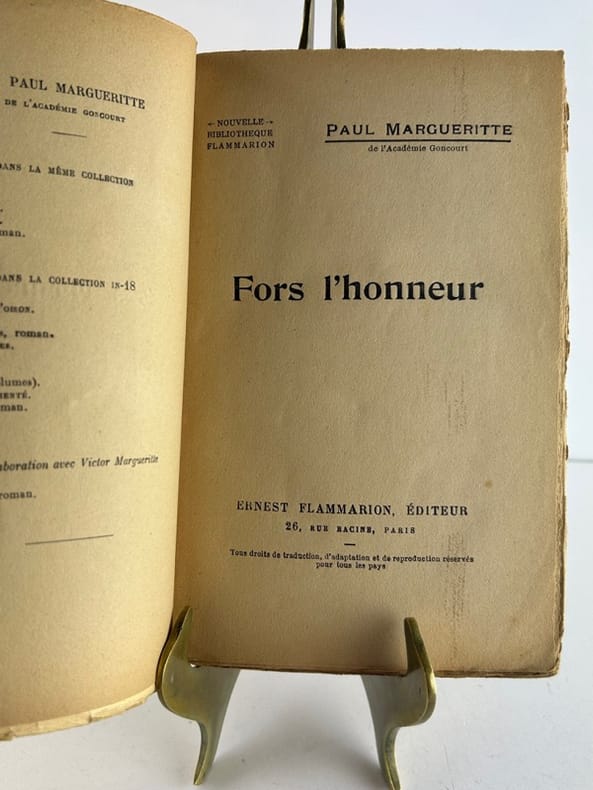 PAUL MARGUERITTE
DE L'ACADÉMIE GONCOURT
DANS LA MÊME COLLECTION
man.
DANS LA COLLECTION IN-18
roman.
lumes).
man.
aboration avec Victor Margueritte
roman.
NOUVELLE
BIBLIOTHEQUE
FLAMMARION
PAUL MARGUERITTE
de l'Académie Goncourt
Fors l'honneur
ERNEST FLAMMARION, ÉDITEUR
26, RUE RACINE, PARIS
Tous droits de traduction, d'adaptation et de reproduction réservés
pour tous les pays